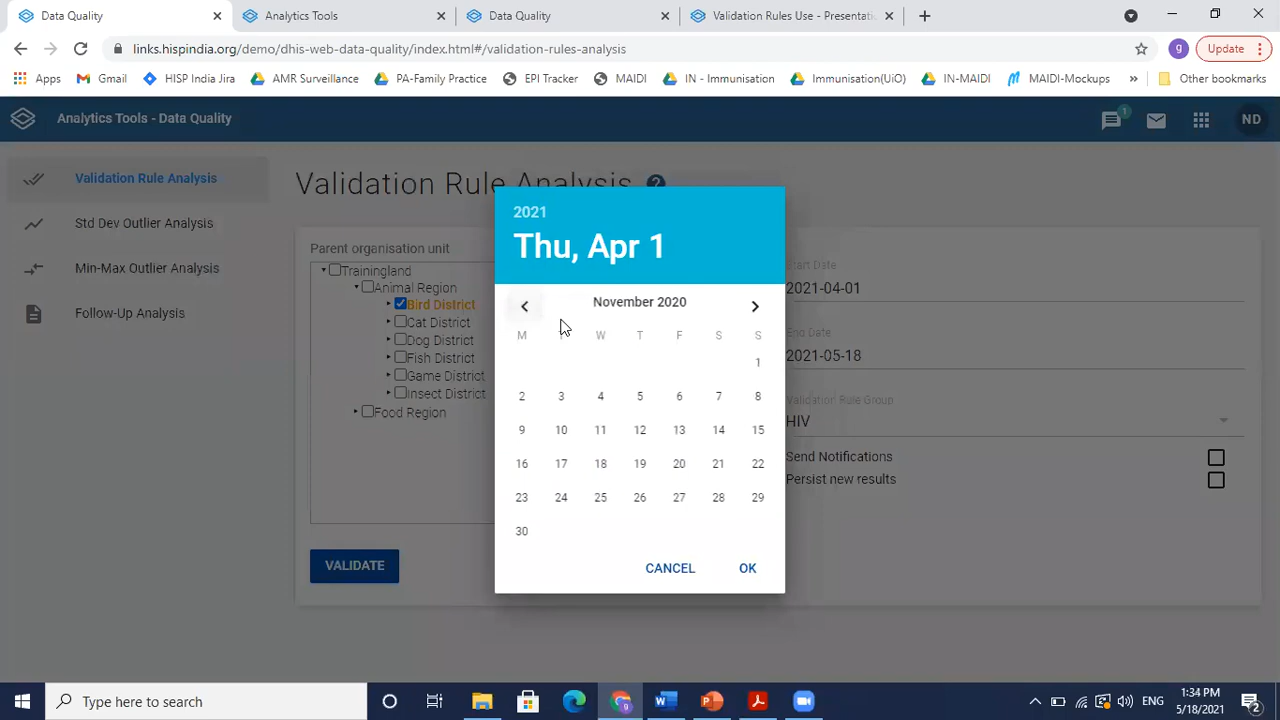 Data Quality
Analytics Tools
Data Quality
Validation Rules Use - Presentati
links.hispindia.org/demo/dhis-web-data-quality/index.html#/validation-rules-analysis
g
Update
Apps
Gmail
HISP India Jira
AMR Surveillance
PA-Family Practice
EPI Tracker
MAIDI
IN - Immunisation
Immunisation(UiO)
IN-MAIDI
MAIDI-Mockups
»
Other bookmarks
Analytics Tools - Data Quality
1
ND
Validation Rule Analysis
Std Dev Outlier Analysis
Min-Max Outlier Analysis
Follow-Up Analysis
Validation Rule Analysis
Parent organisation unit
Trainingland
Animal Region
Bird District
Cat District
Dog District
Fish District
Game District
Insect District
Food Region
VALIDATE
2021
Thu, Apr 1
November 2020
M W T F S S
1
2 3 4 5 6 7 8
9 10 11 12 13 14 15
16 17 18 19 20 21 22
23 24 25 26 27 28 29
30
CANCEL OK
Start Date
2021-04-01
End Date
2021-05-18
Validation Rule Group
HIV
Send Notifications
Persist new results
Type here to search
g
ENG
1:34 PM
5/18/2021
2